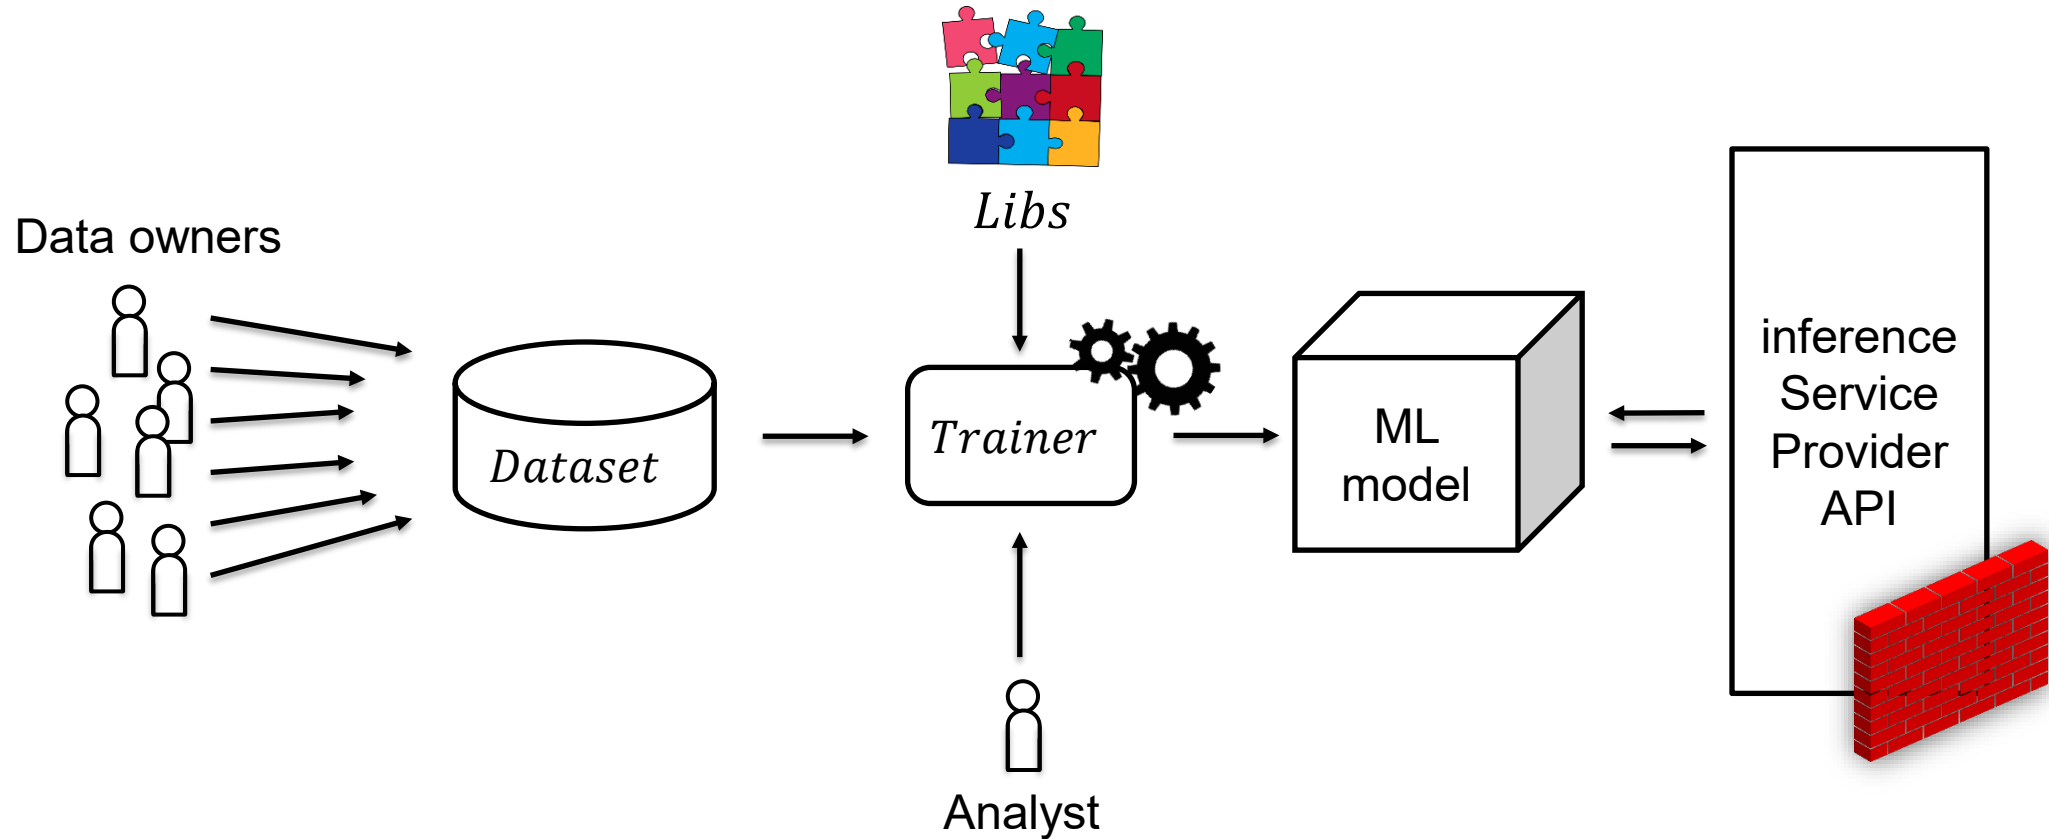 Libs
Data owners
Dataset
Trainer
ML
model
inference
Service
Provider
API
Analyst